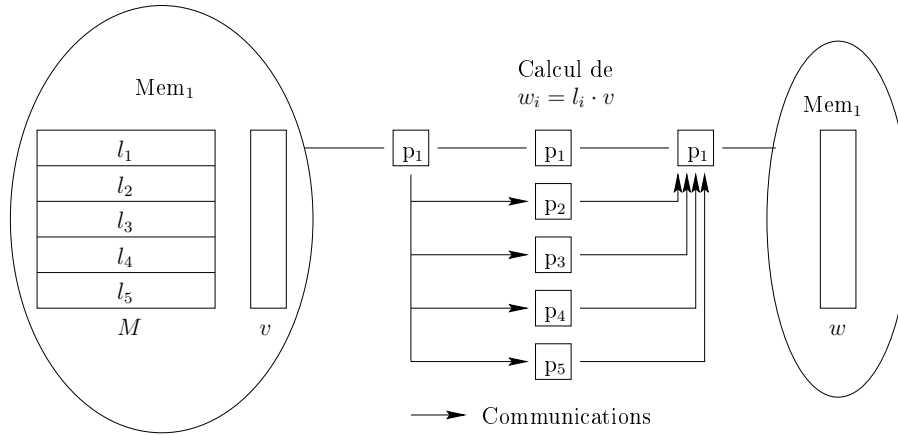 Mem₁
l₁
l₂
l₃
l₄
l₅
M
v
p₁
Calcul de
wᵢ = lᵢ · v
p₁
p₂
p₃
p₄
p₅
p₁
Communications
Mem₁
w